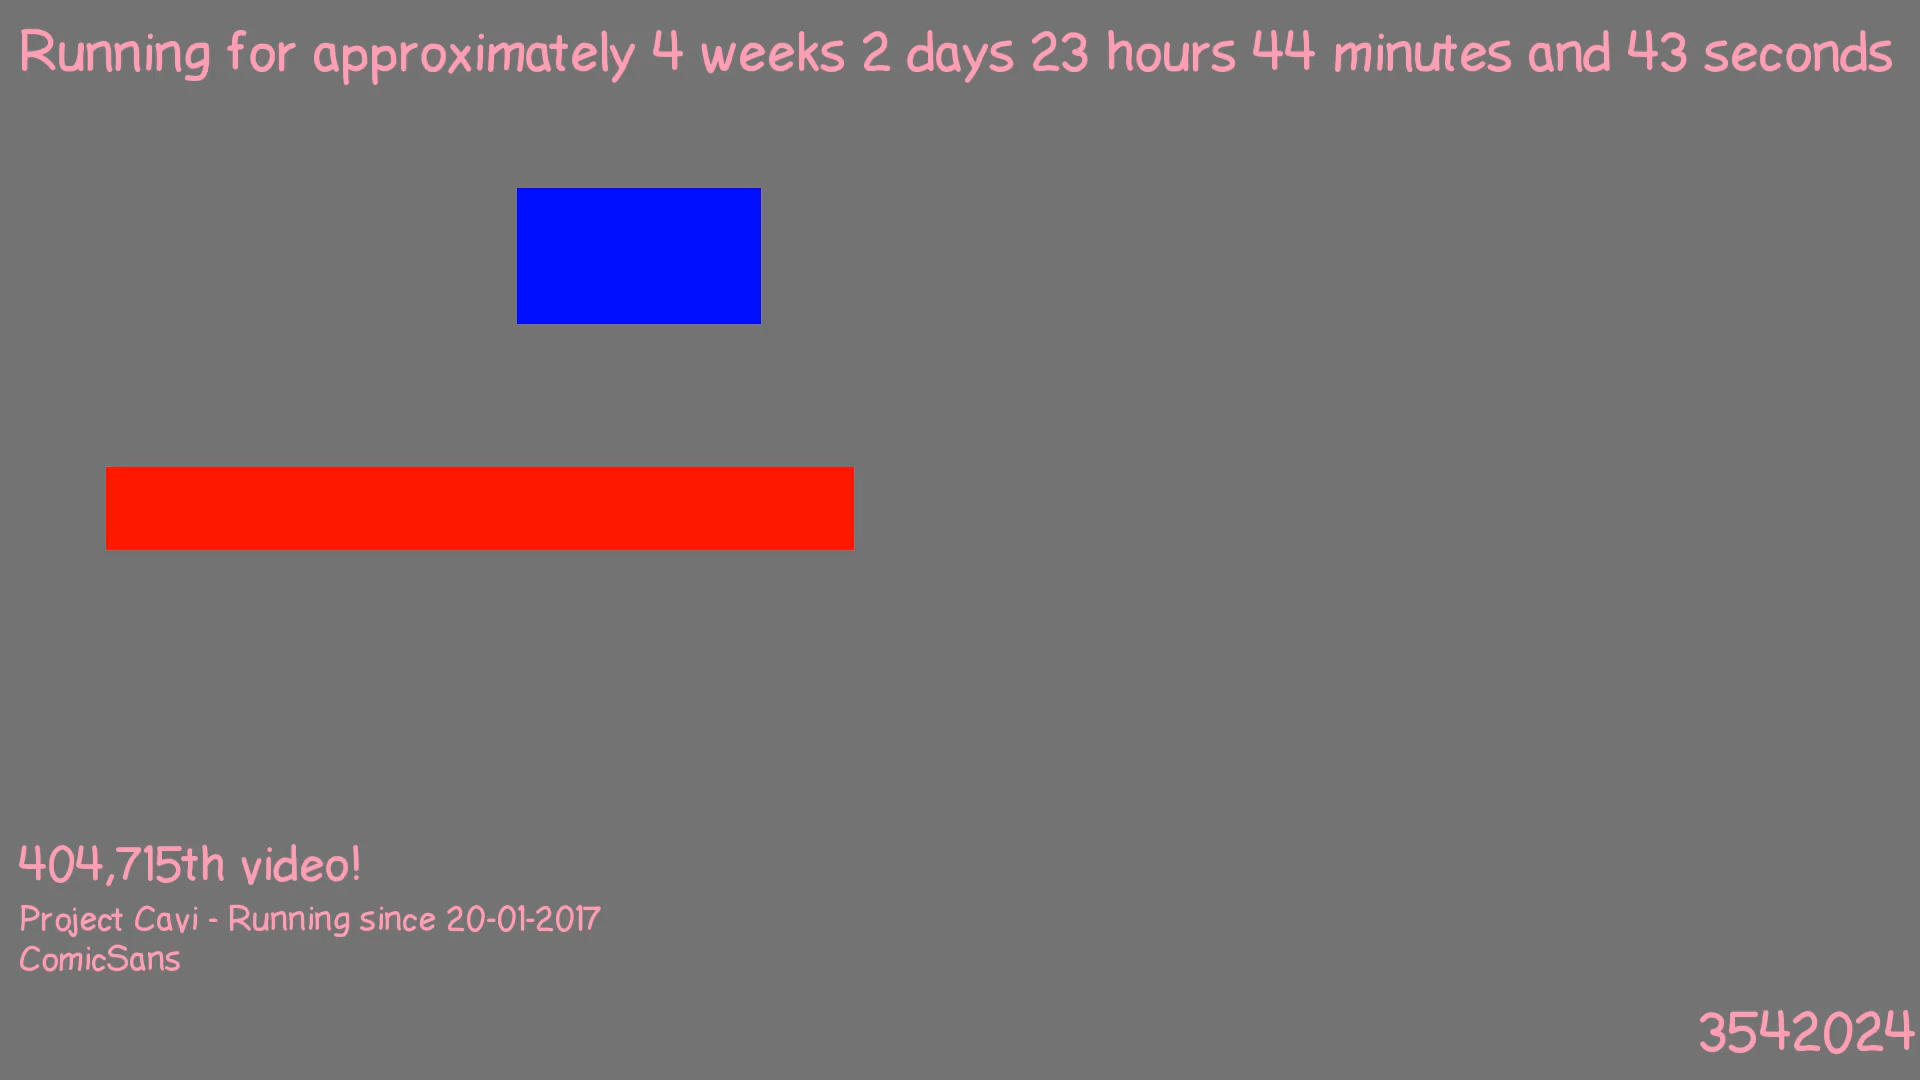 Running for approximately 4 weeks 2 days 23 hours 44 minutes and 43 seconds
404,715th video!
Project Cavi - Running since 20-01-2017
ComicSans
3542024